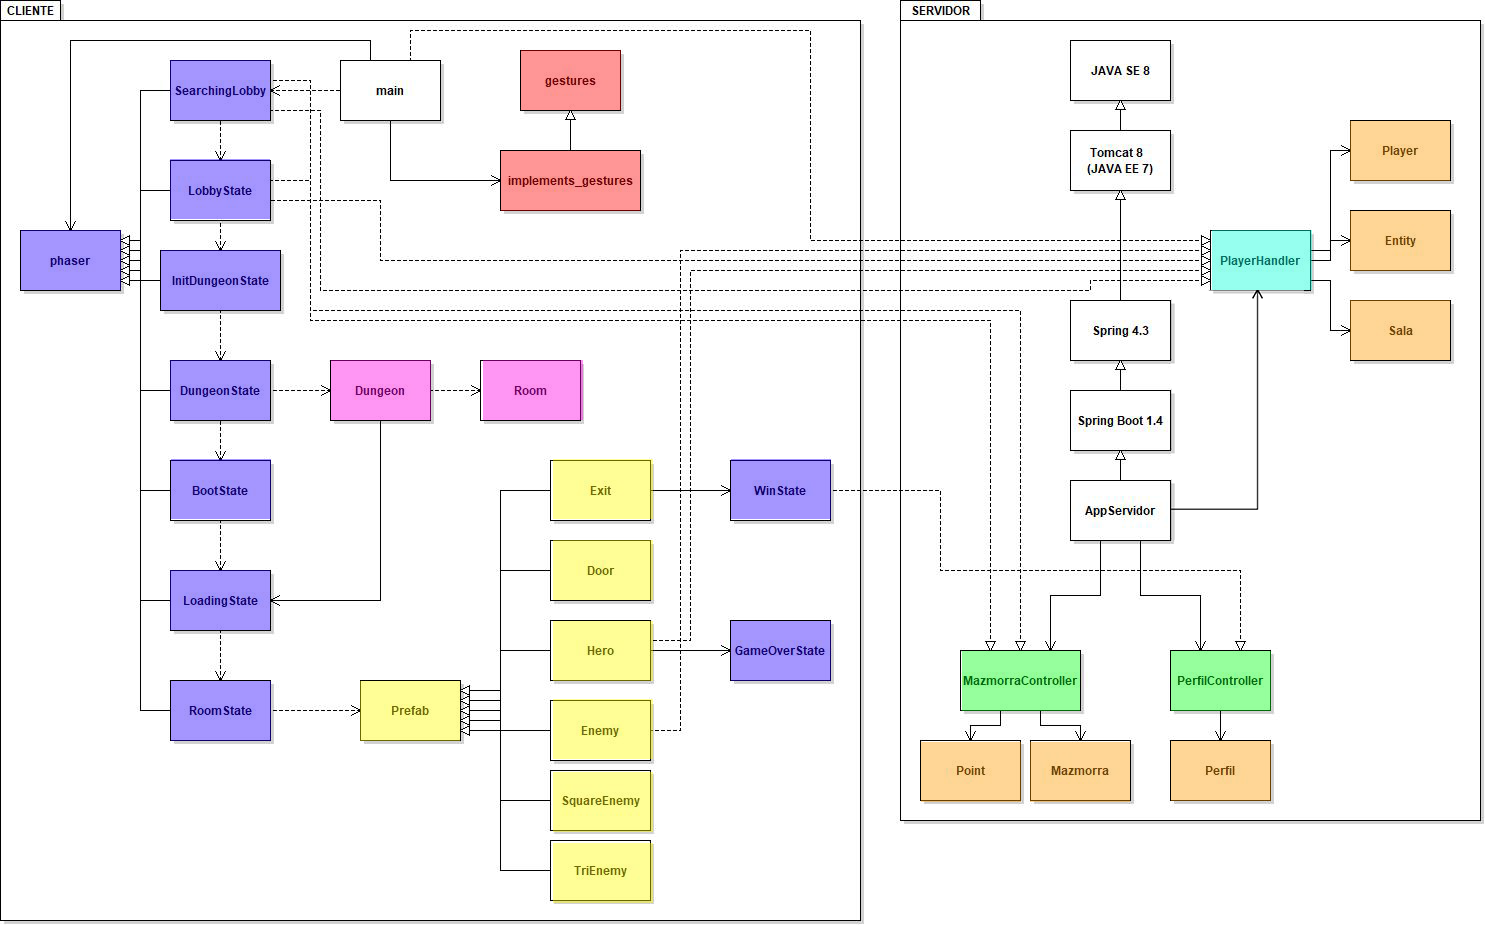 CLIENTE
SearchingLobby
main
gestures
LobbyState
implements_gestures
phaser
InitDungeonState
DungeonState
Dungeon
Room
BootState
Exit
WinState
Door
LoadingState
Hero
GameOverState
RoomState
Prefab
Enemy
SquareEnemy
TriEnemy
SERVIDOR
JAVA SE 8
Tomcat 8
(JAVA EE 7)
Player
Entity
PlayerHandler
Sala
Spring 4.3
Spring Boot 1.4
AppServidor
MazmorraController
PerfilController
Point
Mazmorra
Perfil